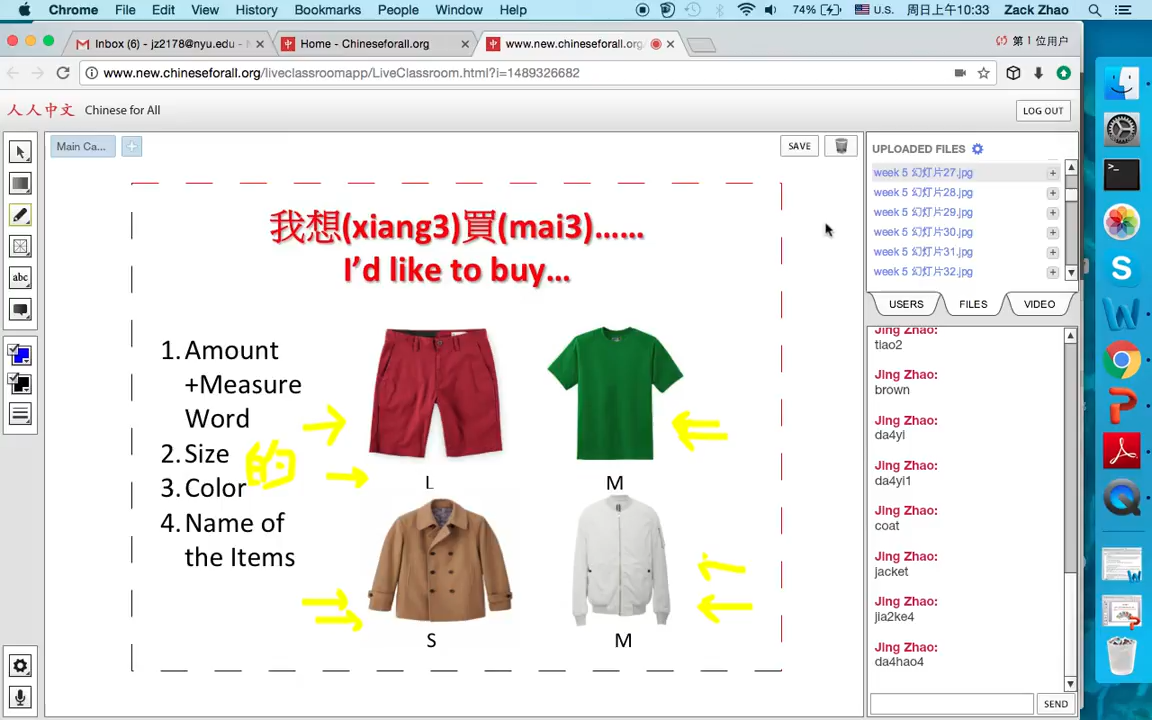 Chrome File Edit View History Bookmarks People Window Help 74% U.S. 周日上午10:33 Zack Zhao
Inbox (6) - jz2178@nyu.edu - Home - Chineseforall.org www.new.chineseforall.org 第 1 位用户
www.new.chineseforall.org/liveclassroomapp/LiveClassroom.html?i=1489326682
人人中文 Chinese for All LOG OUT
Main Ca... + SAVE UPLOADED FILES
week 5 幻灯片27.jpg
week 5 幻灯片28.jpg
week 5 幻灯片29.jpg
week 5 幻灯片30.jpg
week 5 幻灯片31.jpg
week 5 幻灯片32.jpg
USERS FILES VIDEO
abc
我想(xiang3)買(mai3)......
I'd like to buy...
1. Amount
+Measure
Word
2. Size 的
3. Color
4. Name of
the Items
L M
S M
Jing Zhao:
tiao2
Jing Zhao:
brown
Jing Zhao:
da4yi
Jing Zhao:
da4yi1
Jing Zhao:
coat
Jing Zhao:
jacket
Jing Zhao:
jia2ke4
Jing Zhao:
da4hao4
SEND